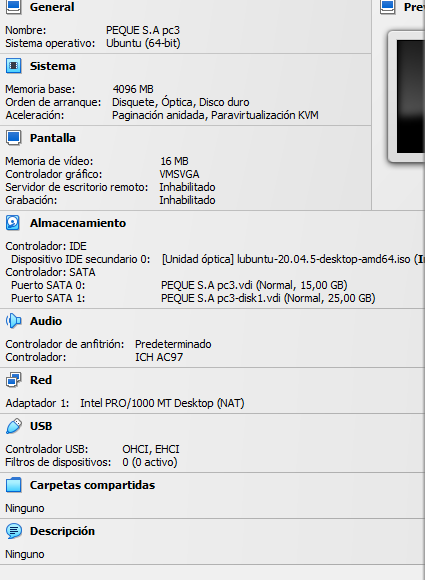 General
Prev
Nombre: PEQUE S.A pc3
Sistema operativo: Ubuntu (64-bit)
Sistema
Memoria base: 4096 MB
Orden de arranque: Disquete, Óptica, Disco duro
Aceleración: Paginación anidada, Paravirtualización KVM
Pantalla
Memoria de vídeo: 16 MB
Controlador gráfico: VMSVGA
Servidor de escritorio remoto: Inhabilitado
Grabación: Inhabilitado
Almacenamiento
Controlador: IDE
Dispositivo IDE secundario 0: [Unidad óptica] lubuntu-20.04.5-desktop-amd64.iso
Controlador: SATA
Puerto SATA 0: PEQUE S.A pc3.vdi (Normal, 15,00 GB)
Puerto SATA 1: PEQUE S.A pc3-disk1.vdi (Normal, 25,00 GB)
Audio
Controlador de anfitrión: Predeterminado
Controlador: ICH AC97
Red
Adaptador 1: Intel PRO/1000 MT Desktop (NAT)
USB
Controlador USB: OHCI, EHCI
Filtros de dispositivos: 0 (0 activo)
Carpetas compartidas
Ninguno
Descripción
Ninguno